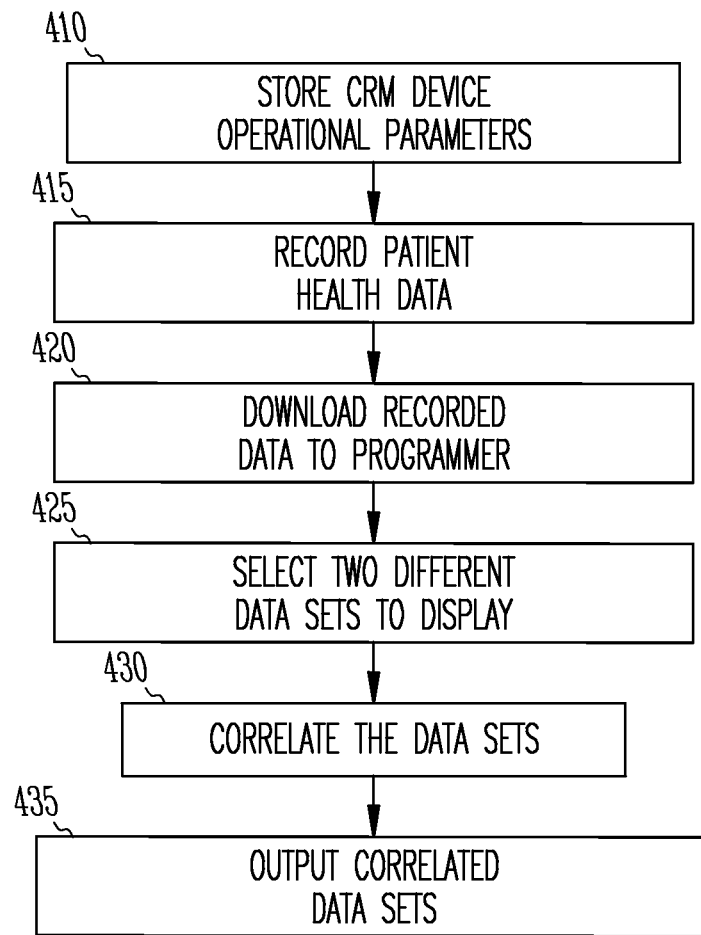 410
STORE CRM DEVICE
OPERATIONAL PARAMETERS
415
RECORD PATIENT
HEALTH DATA
420
DOWNLOAD RECORDED
DATA TO PROGRAMMER
425
SELECT TWO DIFFERENT
DATA SETS TO DISPLAY
430
CORRELATE THE DATA SETS
435
OUTPUT CORRELATED
DATA SETS